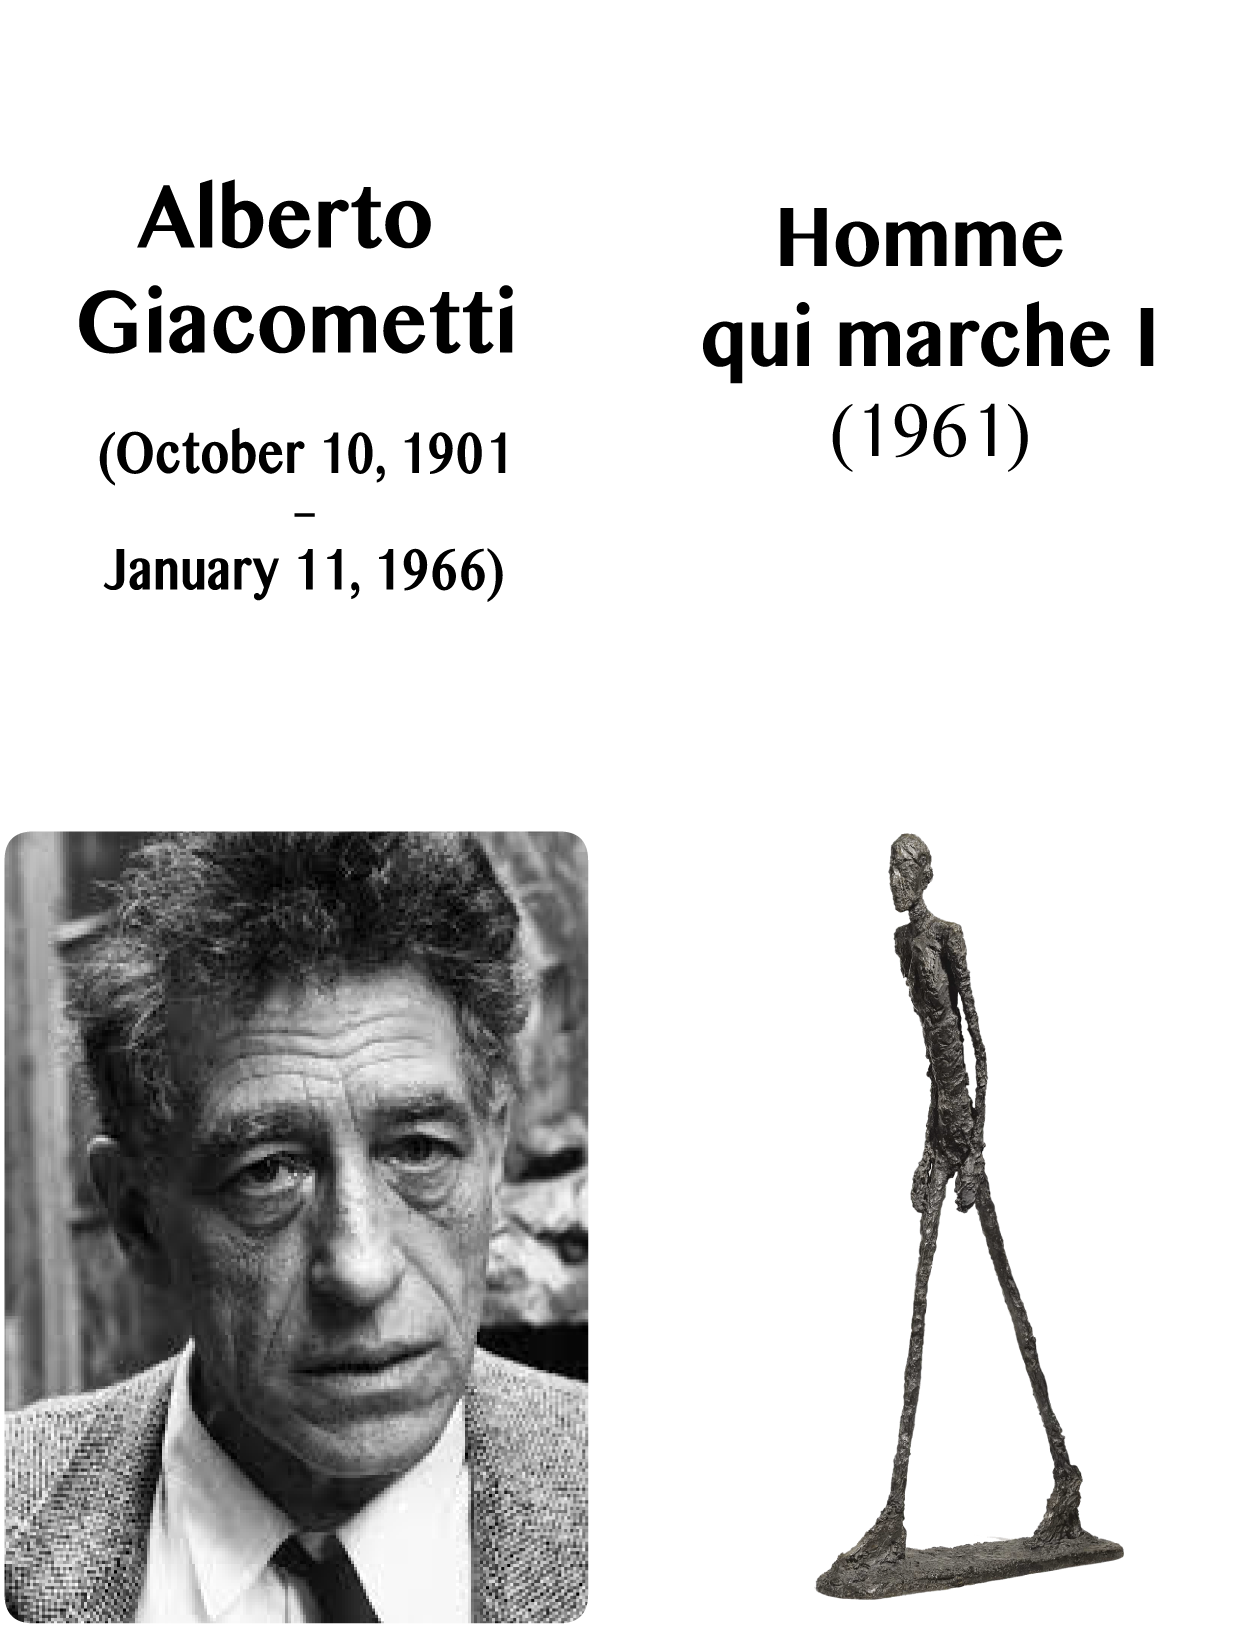 Alberto
Giacometti
(October 10, 1901
–
January 11, 1966)
Homme
qui marche I
(1961)